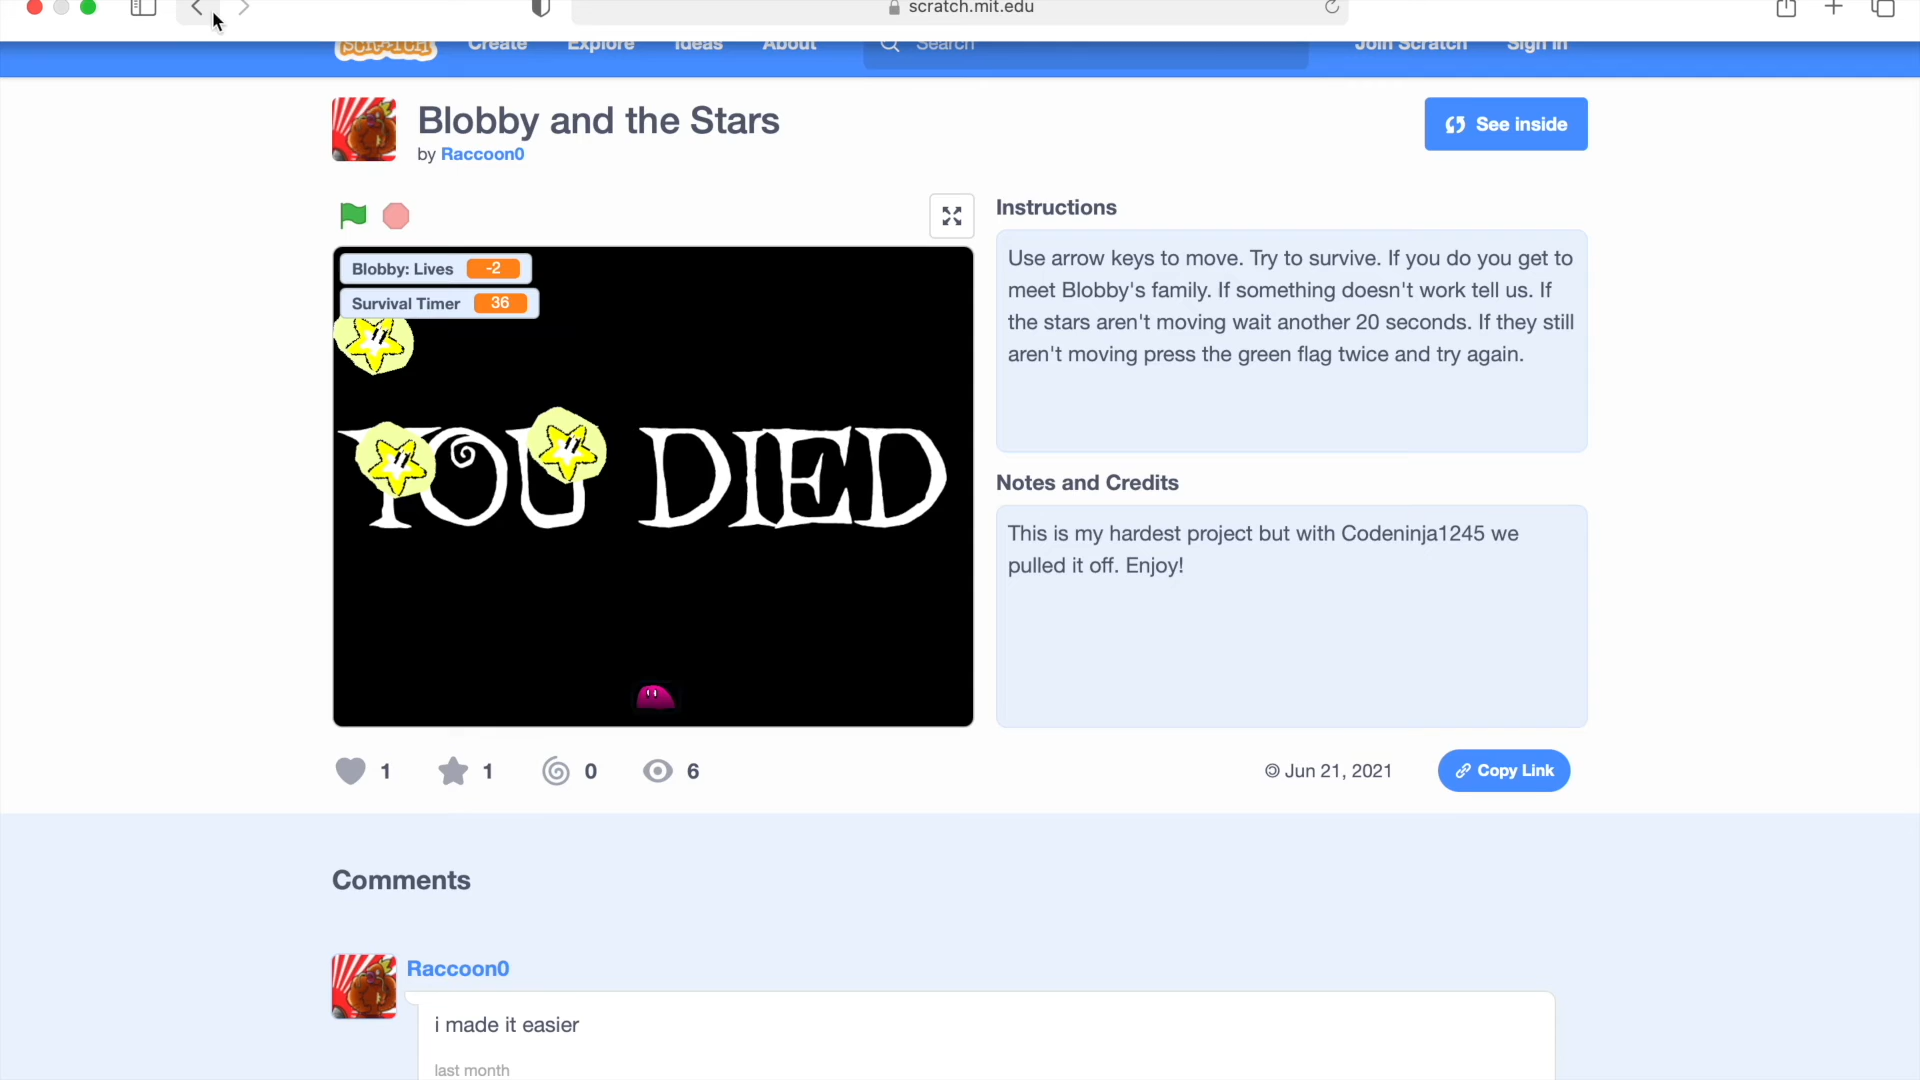 scratch.mit.edu
SCRATCH Create Explore Ideas About Search Join Scratch Sign in
Blobby and the Stars
by Raccoon0
See inside
Instructions
Use arrow keys to move. Try to survive. If you do you get to
meet Blobby's family. If something doesn't work tell us. If
the stars aren't moving wait another 20 seconds. If they still
aren't moving press the green flag twice and try again.
Blobby: Lives -2
Survival Timer 36
YOU DIED
Notes and Credits
This is my hardest project but with Codeninja1245 we
pulled it off. Enjoy!
1 1 0 6
Jun 21, 2021
Copy Link
Comments
Raccoon0
i made it easier
last month